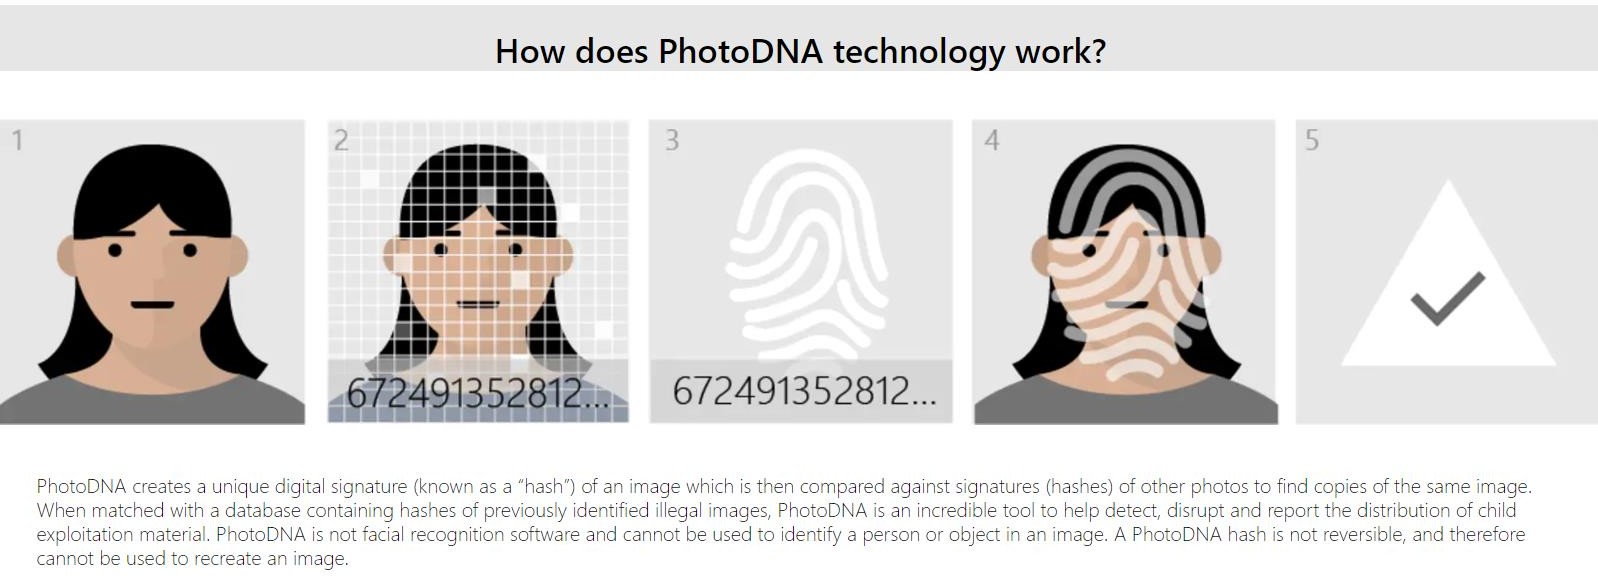 How does PhotoDNA technology work?
1
2
3
4
5
672491352812...
672491352812...
PhotoDNA creates a unique digital signature (known as a “hash”) of an image which is then compared against signatures (hashes) of other photos to find copies of the same image.
When matched with a database containing hashes of previously identified illegal images, PhotoDNA is an incredible tool to help detect, disrupt and report the distribution of child
exploitation material. PhotoDNA is not facial recognition software and cannot be used to identify a person or object in an image. A PhotoDNA hash is not reversible, and therefore
cannot be used to recreate an image.